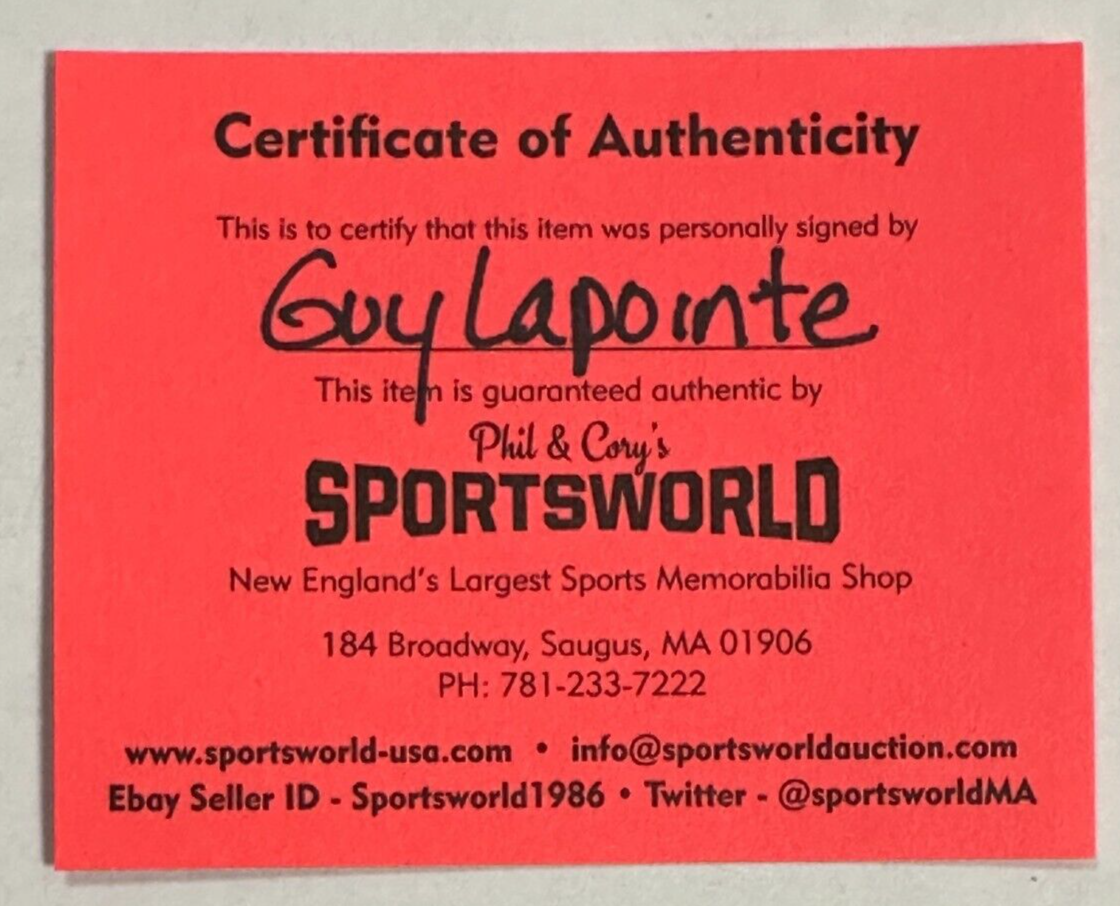 Certificate of Authenticity
This is to certify that this item was personally signed by
Guy Lapointe
This item is guaranteed authentic by
Phil & Cory's
SPORTSWORLD
New England's Largest Sports Memorabilia Shop
184 Broadway, Saugus, MA 01906
PH: 781-233-7222
www.sportsworld-usa.com • info@sportsworldauction.com
Ebay Seller ID - Sportsworld1986 • Twitter - @sportsworldMA